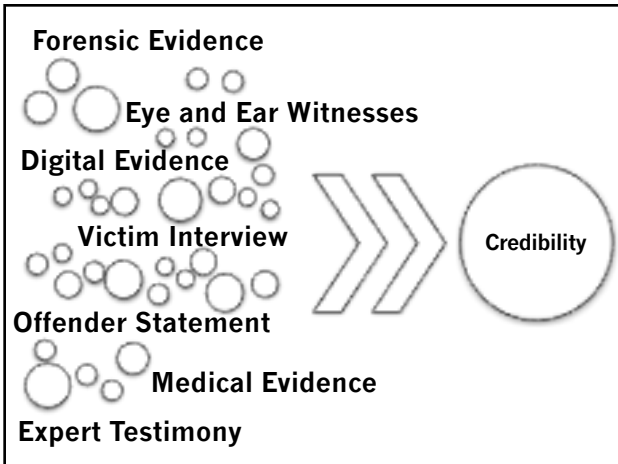 Forensic Evidence
Eye and Ear Witnesses
Digital Evidence
Victim Interview
Credibility
Offender Statement
Medical Evidence
Expert Testimony